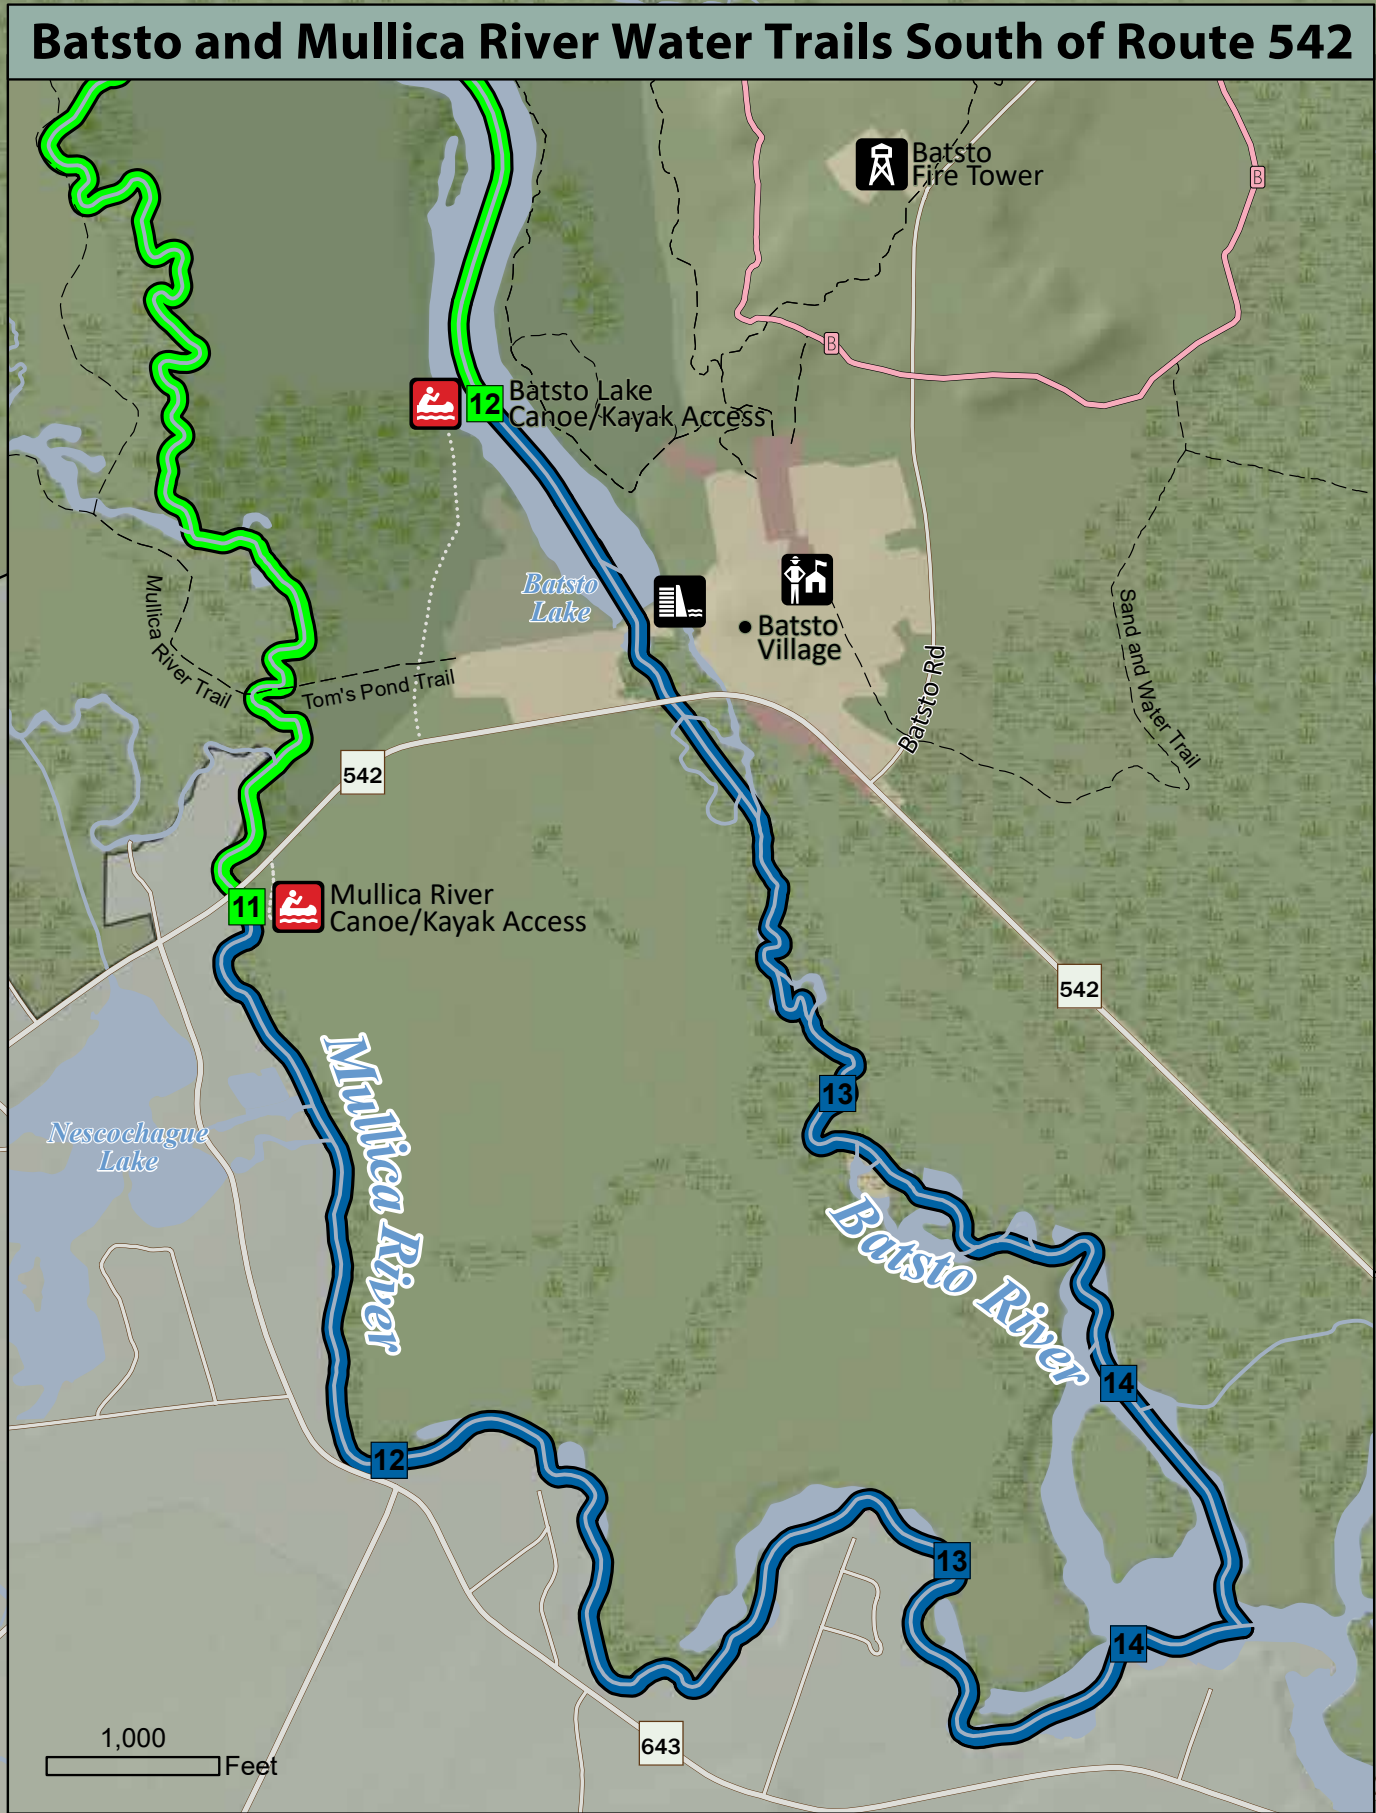 Batsto and Mullica River Water Trails South of Route 542
Batsto
Fire Tower
B
B
12
Batsto Lake
Canoe/Kayak Access
Batsto
Lake
Batsto
Village
Mullica River Trail
Tom's Pond Trail
Batsto Rd
Sand and Water Trail
542
11
Mullica River
Canoe/Kayak Access
542
Mullica River
13
Nescochague
Lake
Batsto River
14
12
13
14
643
1,000
Feet